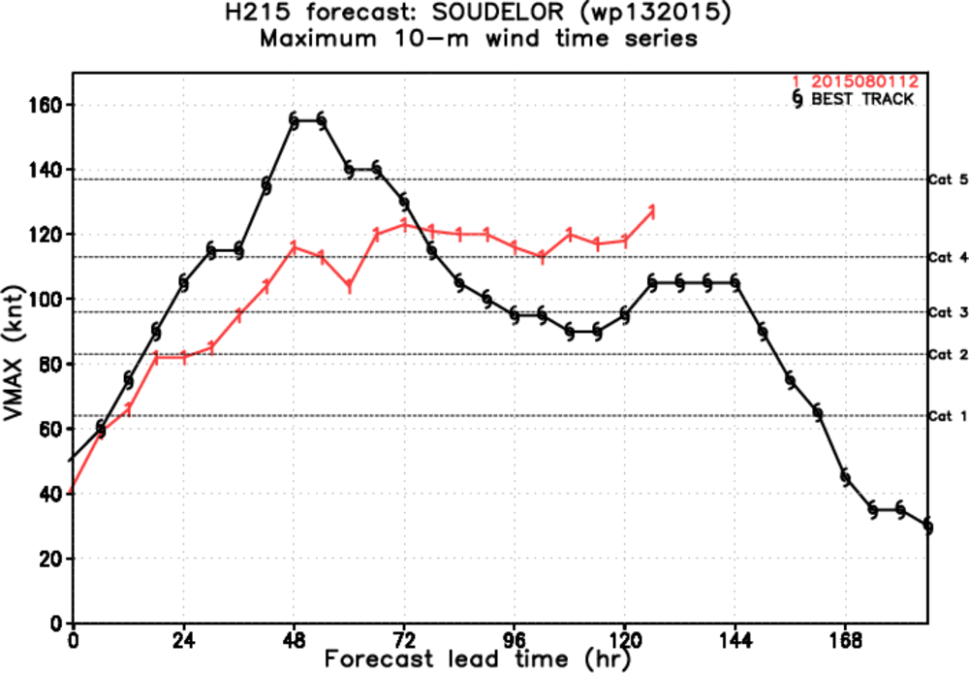 H215 forecast: SOUDELOR (wp132015)
Maximum 10-m wind time series
1 2015080112
BEST TRACK
160
140
120
100
80
60
40
20
0
VMAX (knt)
Cat 5
Cat 4
Cat 3
Cat 2
Cat 1
0 24 48 72 96 120 144 168
Forecast lead time (hr)